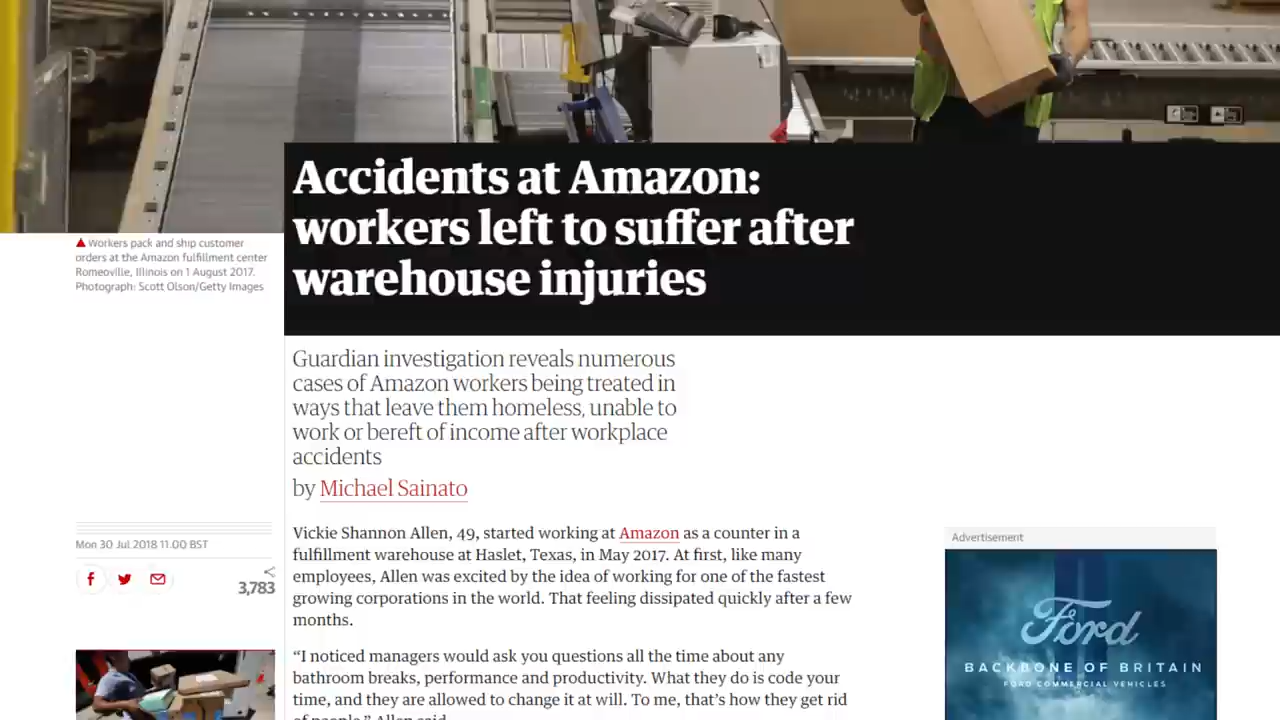 Accidents at Amazon:
workers left to suffer after
warehouse injuries
Workers pack and ship customer
orders at the Amazon fulfillment center
Romeoville, Illinois on 1 August 2017.
Photograph: Scott Olson/Getty Images
Guardian investigation reveals numerous
cases of Amazon workers being treated in
ways that leave them homeless, unable to
work or bereft of income after workplace
accidents
by Michael Sainato
Mon 30 Jul 2018 11.00 BST
3,783
Vickie Shannon Allen, 49, started working at Amazon as a counter in a
fulfillment warehouse at Haslet, Texas, in May 2017. At first, like many
employees, Allen was excited by the idea of working for one of the fastest
growing corporations in the world. That feeling dissipated quickly after a few
months.
“I noticed managers would ask you questions all the time about any
bathroom breaks, performance and productivity. What they do is code your
time, and they are allowed to change it at will. To me, that’s how they get rid
of people,” Allen said.
Advertisement
Ford
BACKBONE OF BRITAIN
FORD COMMERCIAL VEHICLES